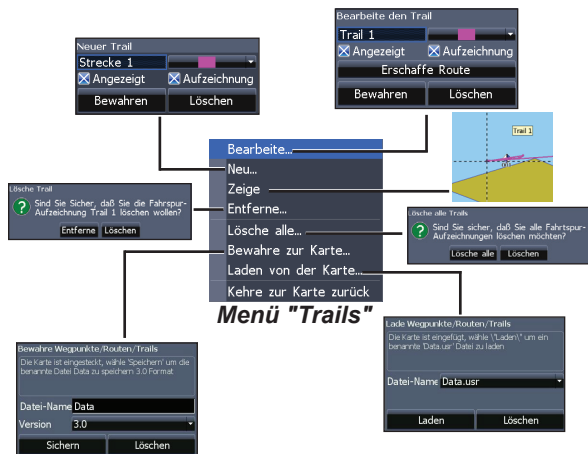 Bearbeite den Trail
Trail 1
Angezeigt Aufzeichnung
Erschaffe Route
Bewahren Löschen
Neuer Trail
Strecke 1
Angezeigt Aufzeichnung
Bewahren Löschen
Trail 1
Bearbeite...
Neu...
Zeige
Entferne...
Lösche alle...
Bewahre zur Karte...
Laden von der Karte...
Kehre zur Karte zurück
Menü "Trails"
Lösche Trail
Sind Sie Sicher, daß Sie die Fahrspur-
Aufzeichnung Trail 1 löschen wollen?
Entferne Löschen
Lösche alle Trails
Sind Sie sicher, daß Sie alle Fahrtspur-
Aufzeichnungen löschen möchten?
Lösche alle Löschen
Bewahre Wegpunkte/Routen/Trails
Die Karte ist eingesteckt, wähle 'Speichern' um die
benannte Datei Data zu speichern 3.0 Format
Datei-Name Data
Version 3.0
Sichern Löschen
Lade Wegpunkte/Routen/Trails
Die Karte ist eingefügt, wähle \"Laden\" um ein
benannte 'Data.usr' Datei zu laden
Datei-Name Data.usr
Laden Löschen